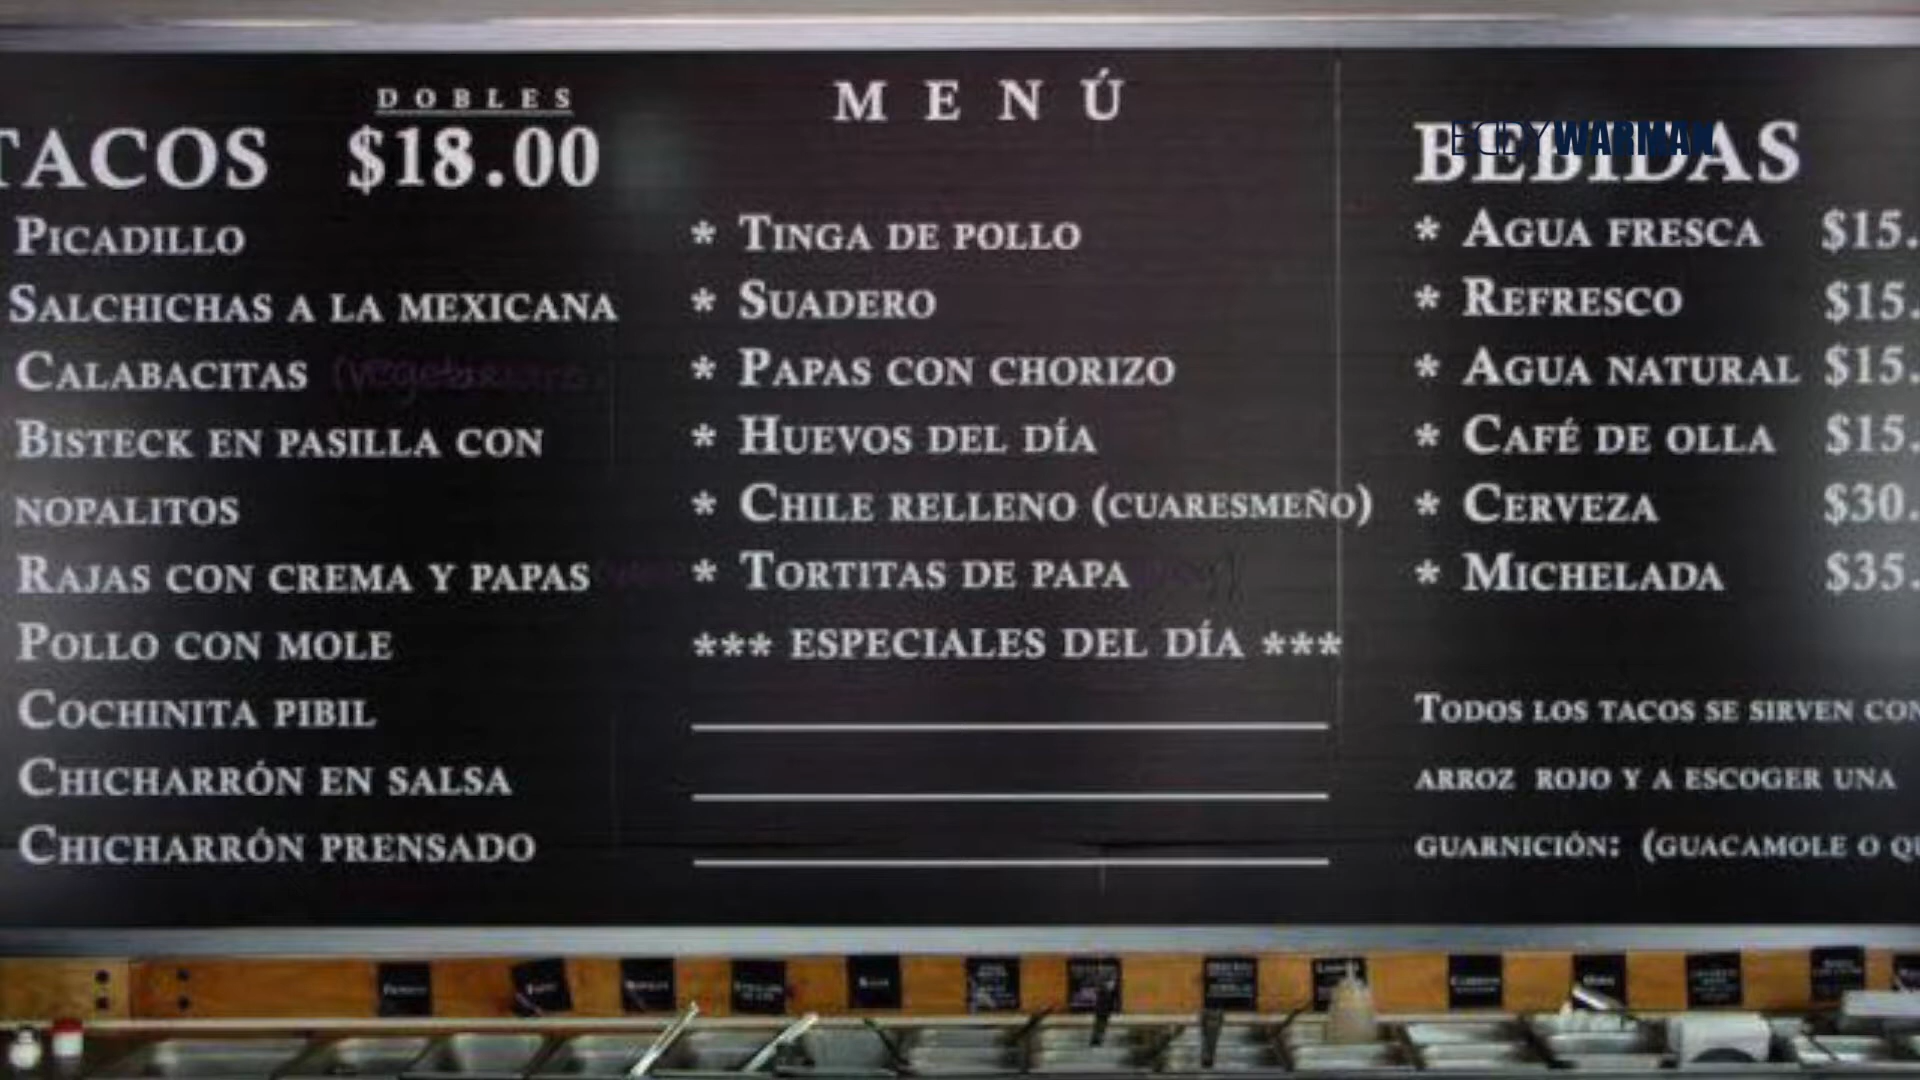 DOBLES
TACOS $18.00
PICADILLO
SALCHICHAS A LA MEXICANA
CALABACITAS
BISTECK EN PASILLA CON
NOPALITOS
RAJAS CON CREMA Y PAPAS
POLLO CON MOLE
COCHINITA PIBIL
CHICHARRÓN EN SALSA
CHICHARRÓN PRENSADO
MENÚ
* TINGA DE POLLO
* SUADERO
* PAPAS CON CHORIZO
* HUEVOS DEL DÍA
* CHILE RELLENO (CUARESMEÑO)
* TORTITAS DE PAPA
*** ESPECIALES DEL DÍA ***
BEBIDAS
EDDYWARMAN
* AGUA FRESCA $15.
* REFRESCO $15.
* AGUA NATURAL $15.
* CAFÉ DE OLLA $15.
* CERVEZA $30.
* MICHELADA $35.
TODOS LOS TACOS SE SIRVEN CON
ARROZ ROJO Y A ESCOGER UNA
GUARNICIÓN: (GUACAMOLE O